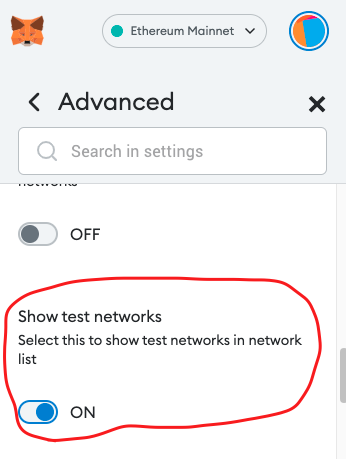 Ethereum Mainnet
Advanced
Search in settings
networks
OFF
Show test networks
Select this to show test networks in network
list
ON